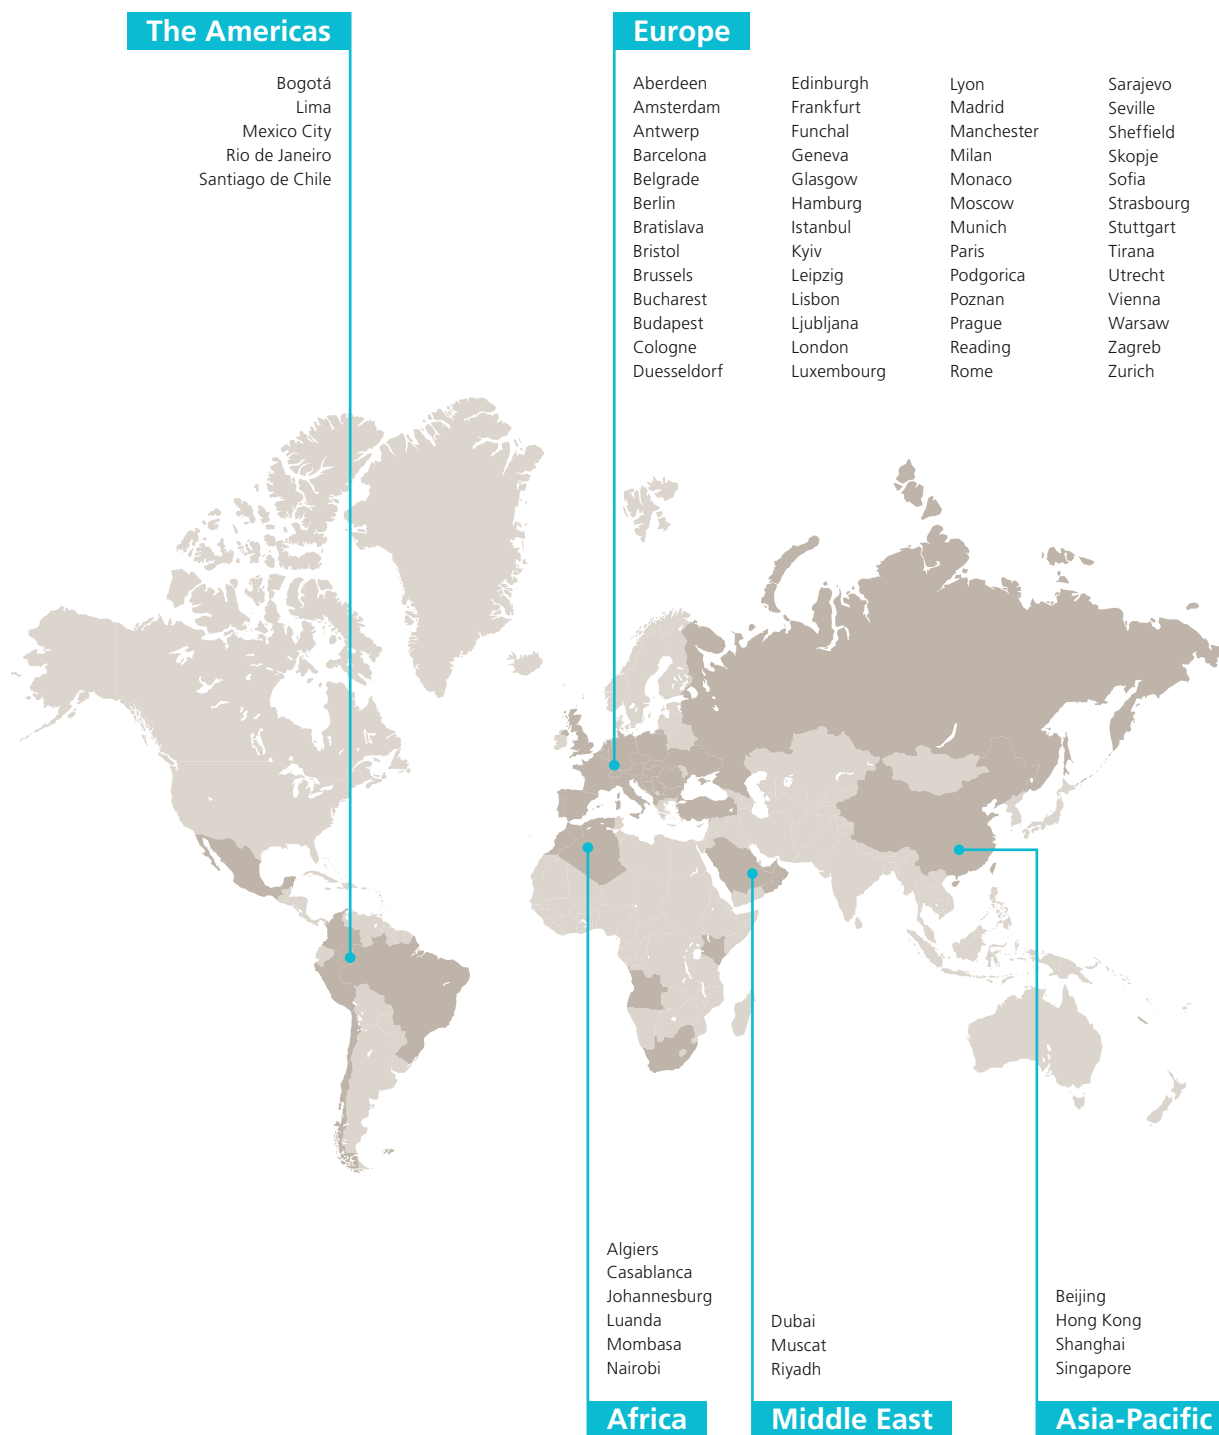 The Americas
Bogotá
Lima
Mexico City
Rio de Janeiro
Santiago de Chile
Europe
Aberdeen
Amsterdam
Antwerp
Barcelona
Belgrade
Berlin
Bratislava
Bristol
Brussels
Bucharest
Budapest
Cologne
Duesseldorf
Edinburgh
Frankfurt
Funchal
Geneva
Glasgow
Hamburg
Istanbul
Kyiv
Leipzig
Lisbon
Ljubljana
London
Luxembourg
Lyon
Madrid
Manchester
Milan
Monaco
Moscow
Munich
Paris
Podgorica
Poznan
Prague
Reading
Rome
Sarajevo
Seville
Sheffield
Skopje
Sofia
Strasbourg
Stuttgart
Tirana
Utrecht
Vienna
Warsaw
Zagreb
Zurich
Algiers
Casablanca
Johannesburg
Luanda
Mombasa
Nairobi
Africa
Dubai
Muscat
Riyadh
Middle East
Beijing
Hong Kong
Shanghai
Singapore
Asia-Pacific